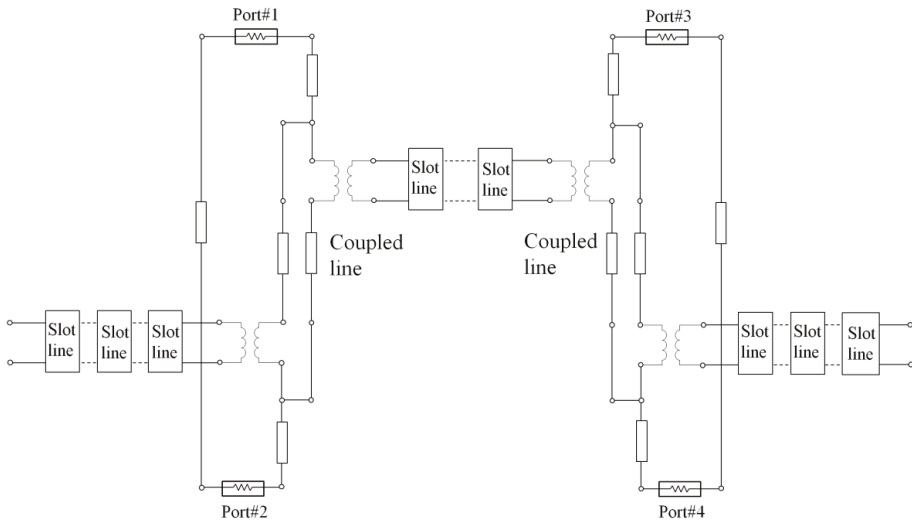 Port#1
Port#3
Slot
line
Slot
line
Coupled
line
Coupled
line
Slot
line
Slot
line
Slot
line
Slot
line
Slot
line
Slot
line
Port#2
Port#4